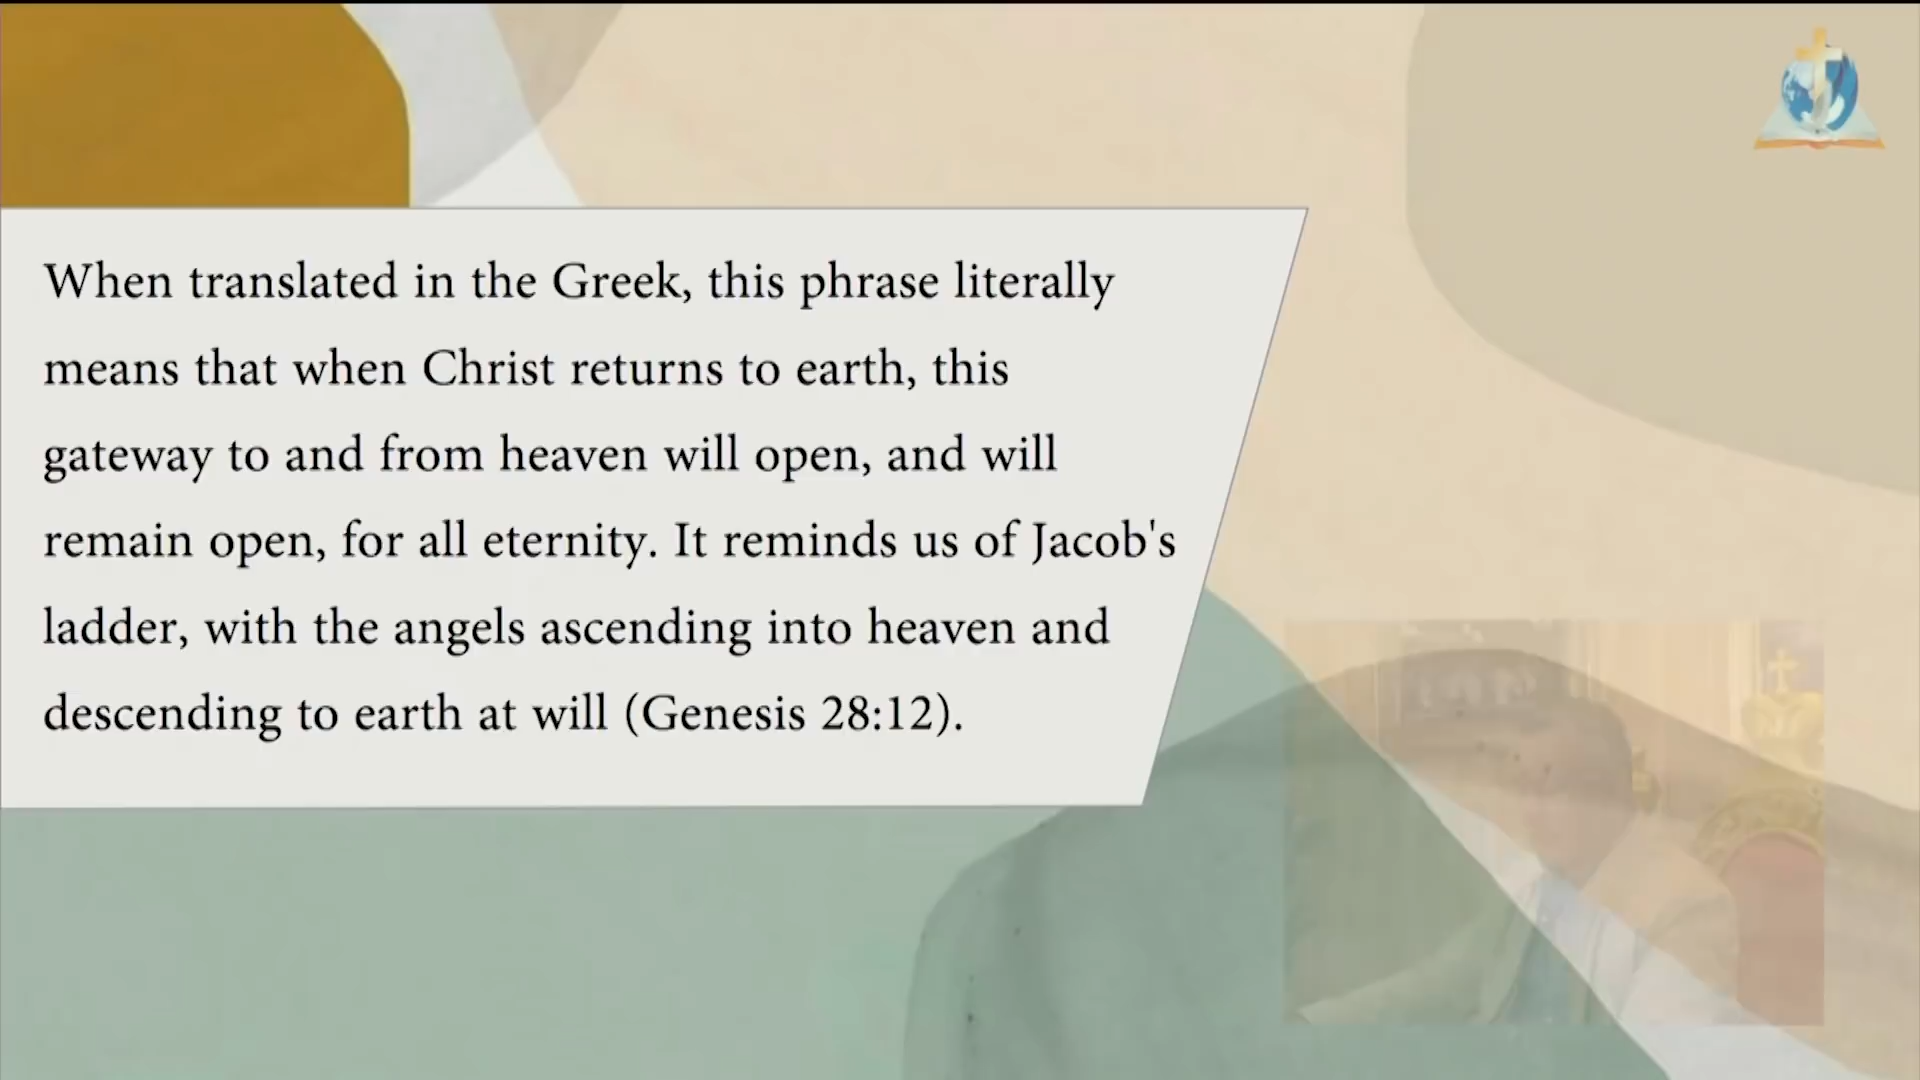 When translated in the Greek, this phrase literally
means that when Christ returns to earth, this
gateway to and from heaven will open, and will
remain open, for all eternity. It reminds us of Jacob's
ladder, with the angels ascending into heaven and
descending to earth at will (Genesis 28:12).